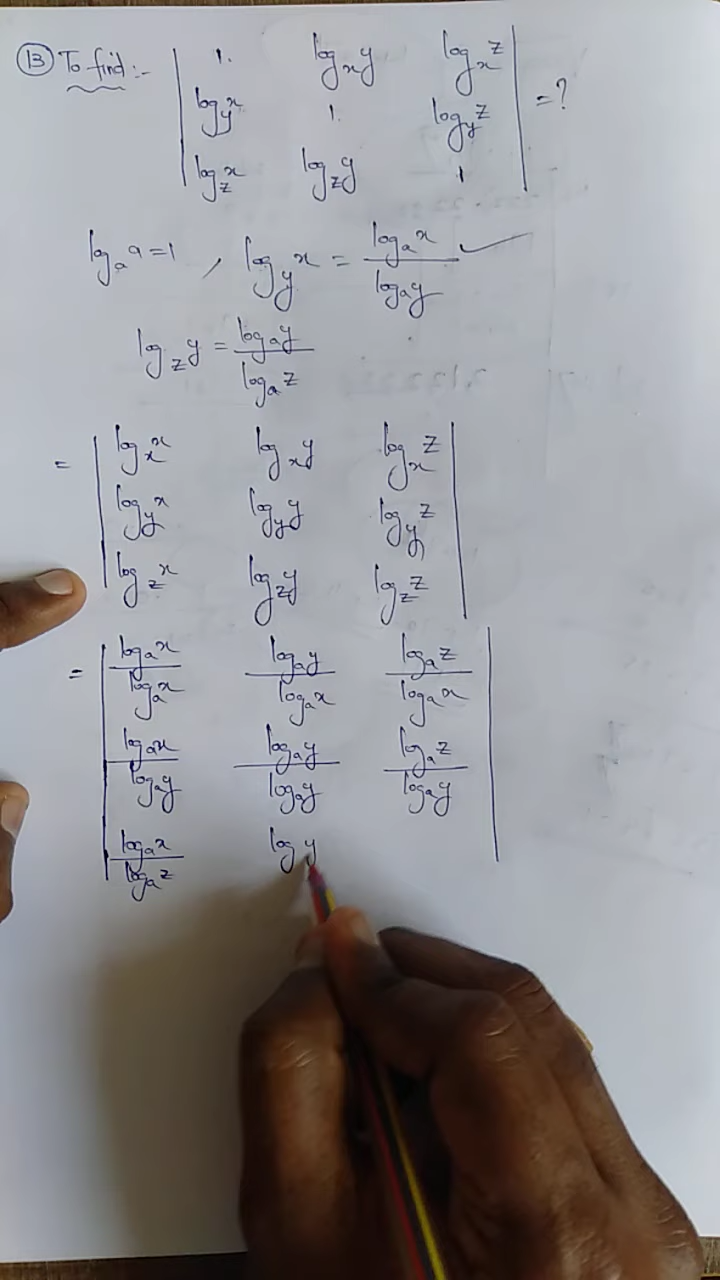 13 To find:- | 1. log_x y log_x z |
| log_y x 1. log_y z | = ?
| log_z x log_z y 1 |
log_a a = 1 , log_y x = log_a x / log_a y
log_z y = log_a y / log_a z
= | log_x x log_x y log_x z |
| log_y x log_y y log_y z |
| log_z x log_z y log_z z |
= | log_a x / log_a x log_a y / log_a x log_a z / log_a x |
| log_a x / log_a y log_a y / log_a y log_a z / log_a y |
| log_a x / log_a z log y